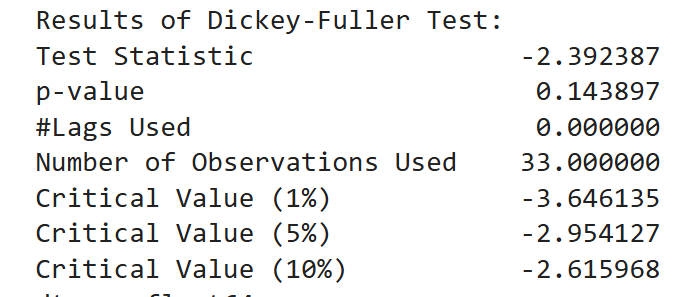 Results of Dickey-Fuller Test:
Test Statistic -2.392387
p-value 0.143897
#Lags Used 0.000000
Number of Observations Used 33.000000
Critical Value (1%) -3.646135
Critical Value (5%) -2.954127
Critical Value (10%) -2.615968